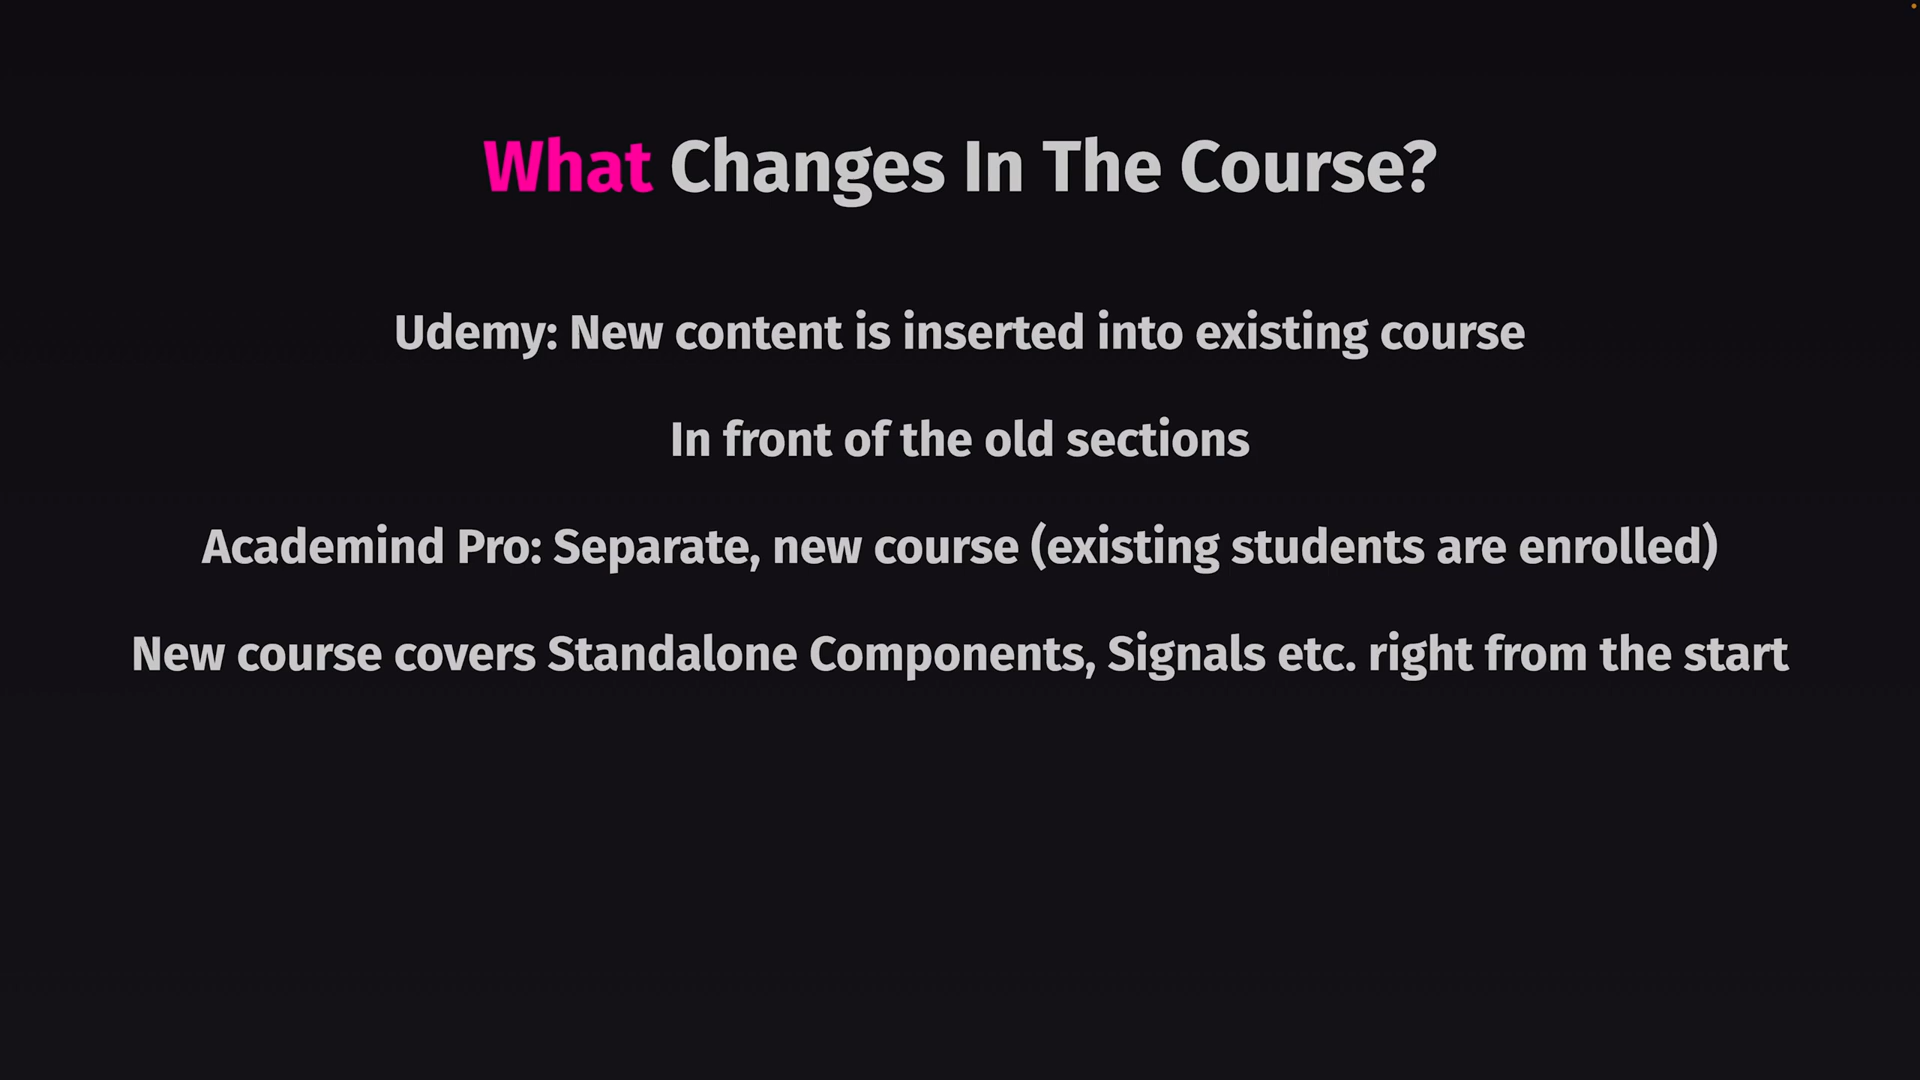 What Changes In The Course?
Udemy: New content is inserted into existing course
In front of the old sections
Academind Pro: Separate, new course (existing students are enrolled)
New course covers Standalone Components, Signals etc. right from the start